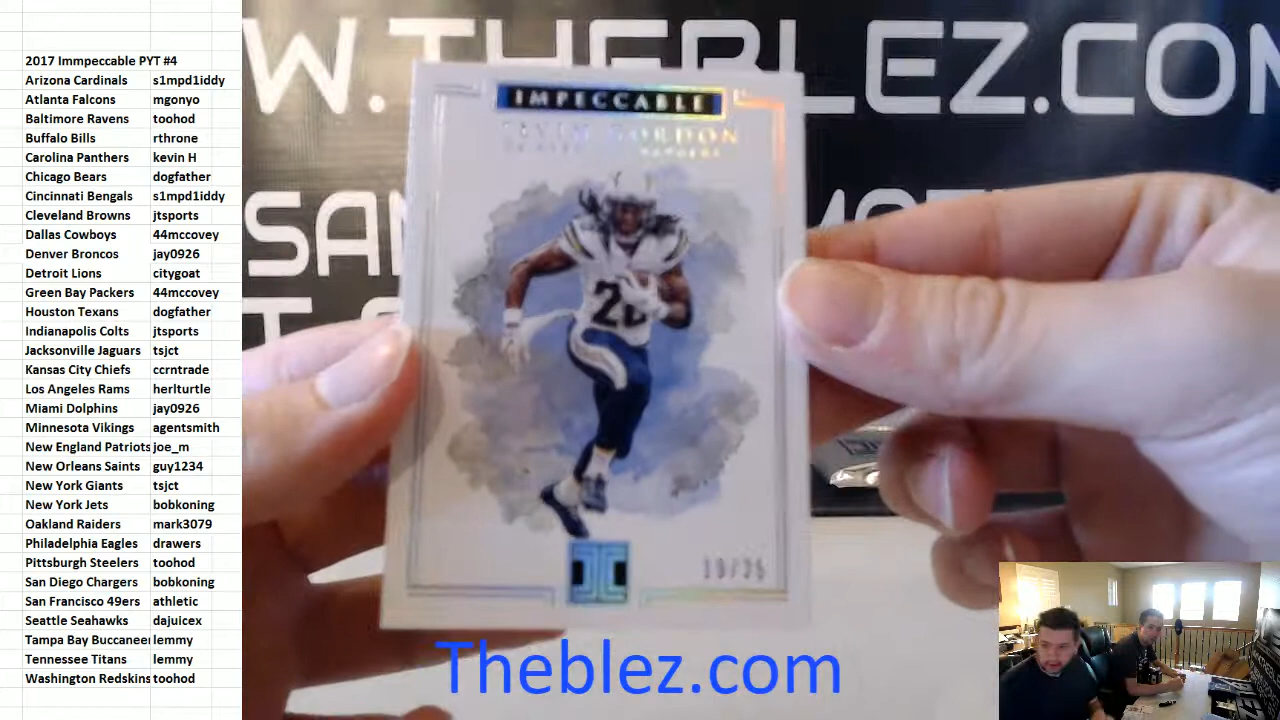 2017 Immpeccable PYT #4
Arizona Cardinals s1mpd1iddy
Atlanta Falcons mgonyo
Baltimore Ravens toohod
Buffalo Bills rthrone
Carolina Panthers kevin H
Chicago Bears dogfather
Cincinnati Bengals s1mpd1iddy
Cleveland Browns jtsports
Dallas Cowboys 44mccovey
Denver Broncos jay0926
Detroit Lions citygoat
Green Bay Packers 44mccovey
Houston Texans dogfather
Indianapolis Colts jtsports
Jacksonville Jaguars tsjct
Kansas City Chiefs ccrntrade
Los Angeles Rams herlturtle
Miami Dolphins jay0926
Minnesota Vikings agentsmith
New England Patriots joe_m
New Orleans Saints guy1234
New York Giants tsjct
New York Jets bobkoning
Oakland Raiders mark3079
Philadelphia Eagles drawers
Pittsburgh Steelers toohod
San Diego Chargers bobkoning
San Francisco 49ers athletic
Seattle Seahawks dajuicex
Tampa Bay Buccaneer lemmy
Tennessee Titans lemmy
Washington Redskins toohod
W.THEBLEZ.COM
SAN
IMPECCABLE
GORDON
Theblez.com